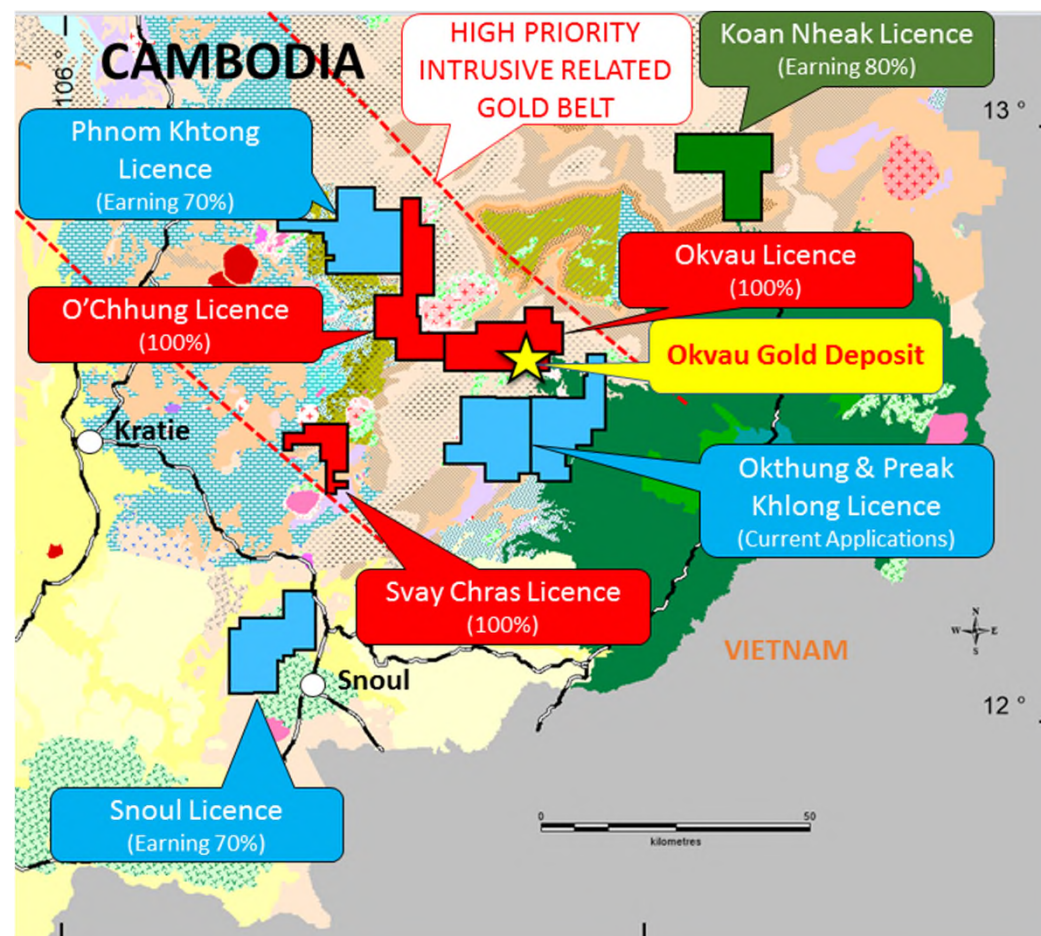 CAMBODIA
106 °
HIGH PRIORITY
INTRUSIVE RELATED
GOLD BELT
Koan Nheak Licence
(Earning 80%)
13 °
Phnom Khtong
Licence
(Earning 70%)
Okvau Licence
(100%)
O'Chhung Licence
(100%)
Okvau Gold Deposit
Kratie
Okthung & Preak
Khlong Licence
(Current Applications)
Svay Chras Licence
(100%)
N
W E
S
VIETNAM
Snoul
12 °
Snoul Licence
(Earning 70%)
0 50
kilometres